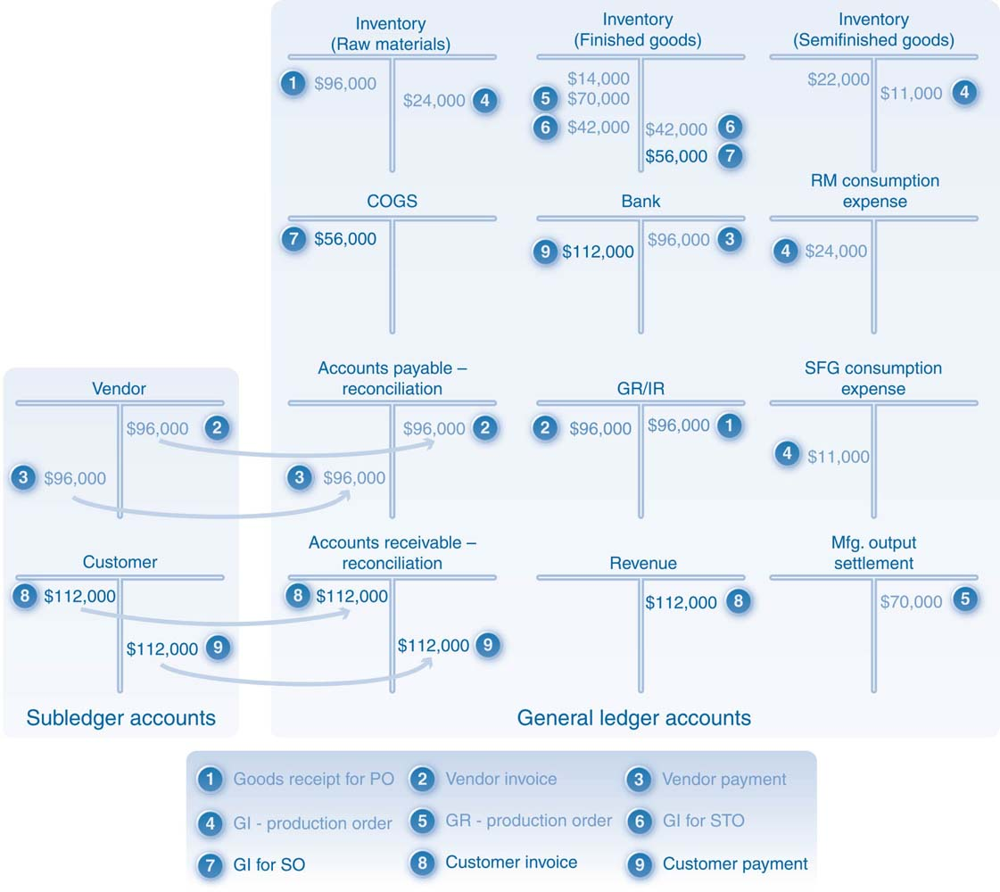 Inventory
(Raw materials)
1 $96,000
$24,000 4
Inventory
(Finished goods)
$14,000
5 $70,000
6 $42,000 $42,000 6
$56,000 7
Inventory
(Semifinished goods)
$22,000
$11,000 4
COGS
7 $56,000
Bank
$96,000 3
9 $112,000
RM consumption
expense
4 $24,000
Vendor
$96,000 2
3 $96,000
Accounts payable –
reconciliation
$96,000 2
3 $96,000
GR/IR
2 $96,000 $96,000 1
SFG consumption
expense
4 $11,000
Customer
8 $112,000
$112,000 9
Accounts receivable –
reconciliation
8 $112,000
$112,000 9
Revenue
$112,000 8
Mfg. output
settlement
$70,000 5
Subledger accounts
General ledger accounts
1 Goods receipt for PO 2 Vendor invoice 3 Vendor payment
4 GI - production order 5 GR - production order 6 GI for STO
7 GI for SO 8 Customer invoice 9 Customer payment